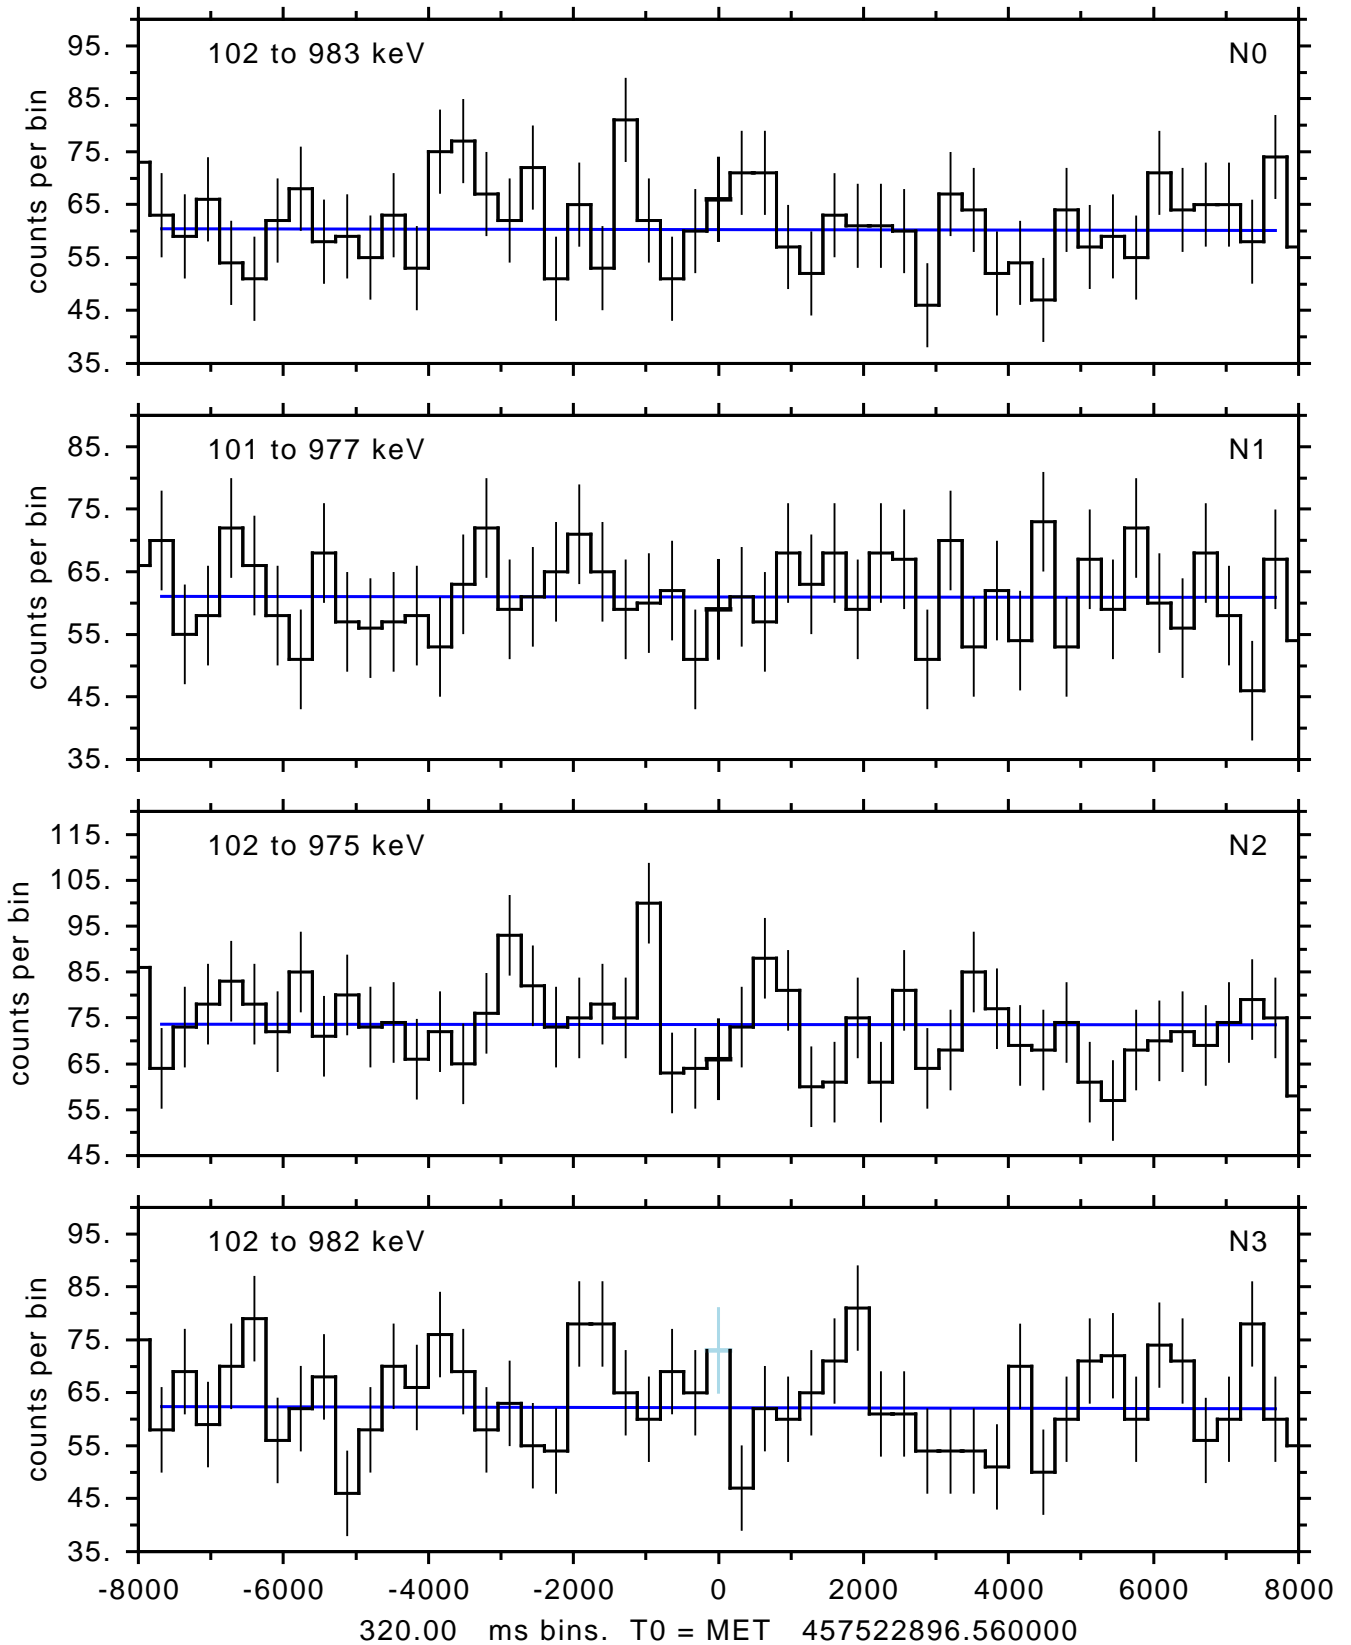 102 to 983 keV N0
95.
85.
75.
65.
55.
45.
35.
counts per bin
101 to 977 keV N1
85.
75.
65.
55.
45.
35.
counts per bin
102 to 975 keV N2
115.
105.
95.
85.
75.
65.
55.
45.
counts per bin
102 to 982 keV N3
95.
85.
75.
65.
55.
45.
35.
counts per bin
-8000 -6000 -4000 -2000 0 2000 4000 6000 8000
320.00 ms bins. T0 = MET 457522896.560000